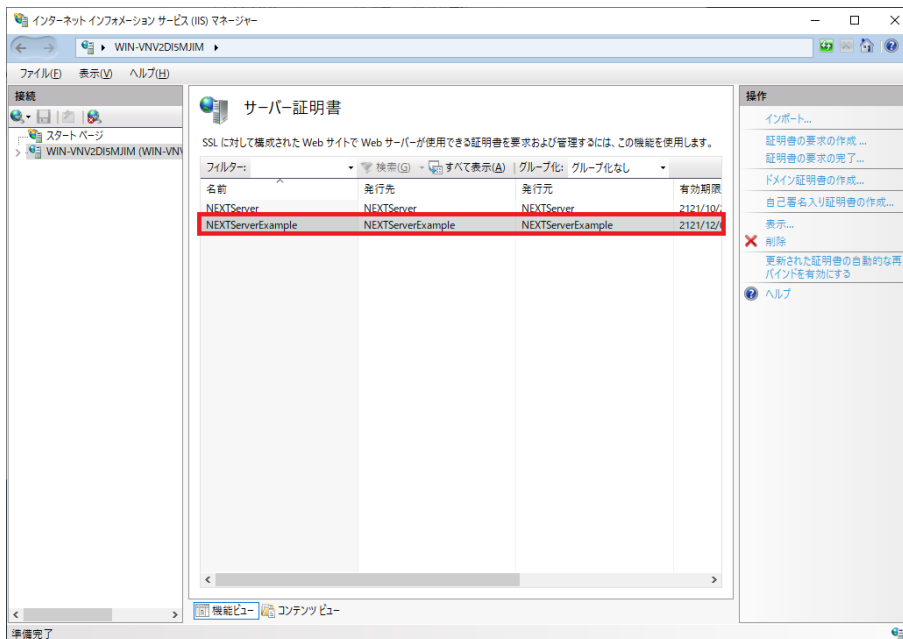 インターネット インフォメーション サービス (IIS) マネージャー
WIN-VNV2DI5MJIM
ファイル(F) 表示(V) ヘルプ(H)
接続
スタート ページ
WIN-VNV2DI5MJIM (WIN-VNV
サーバー証明書
SSL に対して構成された Web サイトで Web サーバーが使用できる証明書を要求および管理するには、この機能を使用します。
フィルター: 検索(G) すべて表示(A) グループ化: グループ化なし
名前 発行先 発行元 有効期限
NEXTServer NEXTServer NEXTServer 2121/10/
NEXTServerExample NEXTServerExample NEXTServerExample 2121/12/
機能ビュー コンテンツ ビュー
操作
インポート...
証明書の要求の作成...
証明書の要求の完了...
ドメイン証明書の作成...
自己署名入り証明書の作成...
表示...
削除
更新された証明書の自動的な再
バインドを有効にする
ヘルプ
準備完了